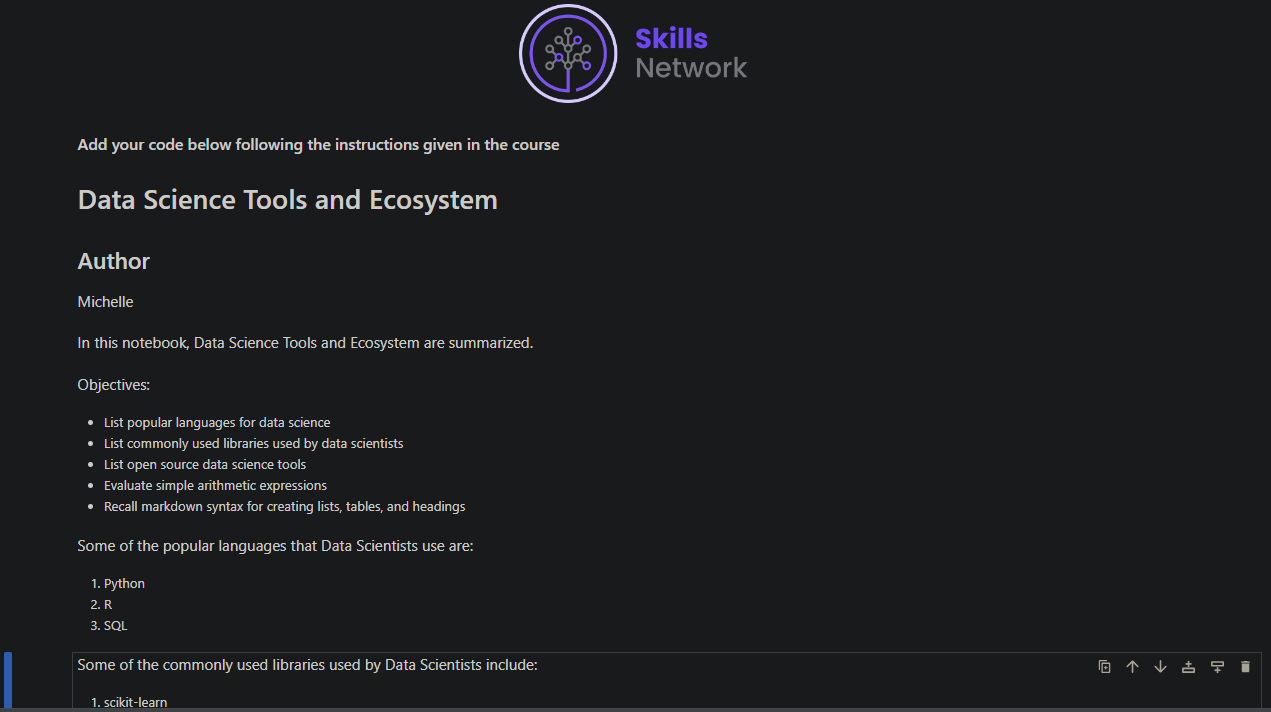 Skills
Network
Add your code below following the instructions given in the course
Data Science Tools and Ecosystem
Author
Michelle
In this notebook, Data Science Tools and Ecosystem are summarized.
Objectives:
• List popular languages for data science
• List commonly used libraries used by data scientists
• List open source data science tools
• Evaluate simple arithmetic expressions
• Recall markdown syntax for creating lists, tables, and headings
Some of the popular languages that Data Scientists use are:
1. Python
2. R
3. SQL
Some of the commonly used libraries used by Data Scientists include:
1. scikit-learn